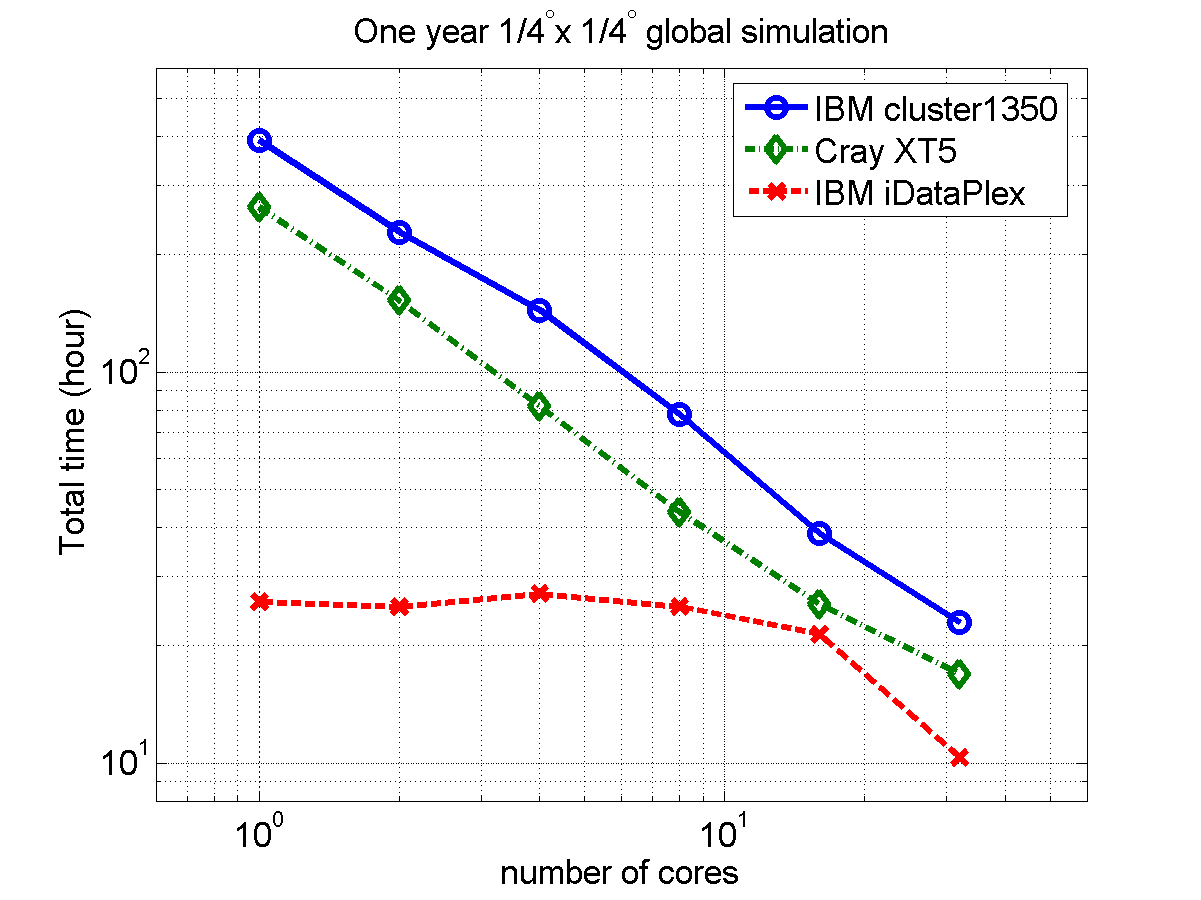 One year 1/4° x 1/4° global simulation
IBM cluster1350
Cray XT5
IBM iDataPlex
Total time (hour)
10²
10¹
10⁰ 10¹
number of cores